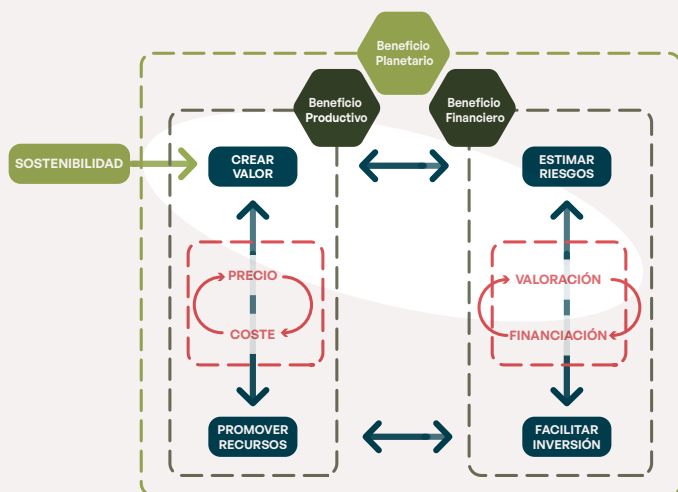 Beneficio
Planetario
Beneficio
Productivo
Beneficio
Financiero
SOSTENIBILIDAD
CREAR
VALOR
ESTIMAR
RIESGOS
PRECIO
COSTE
VALORACIÓN
FINANCIACIÓN
PROMOVER
RECURSOS
FACILITAR
INVERSIÓN